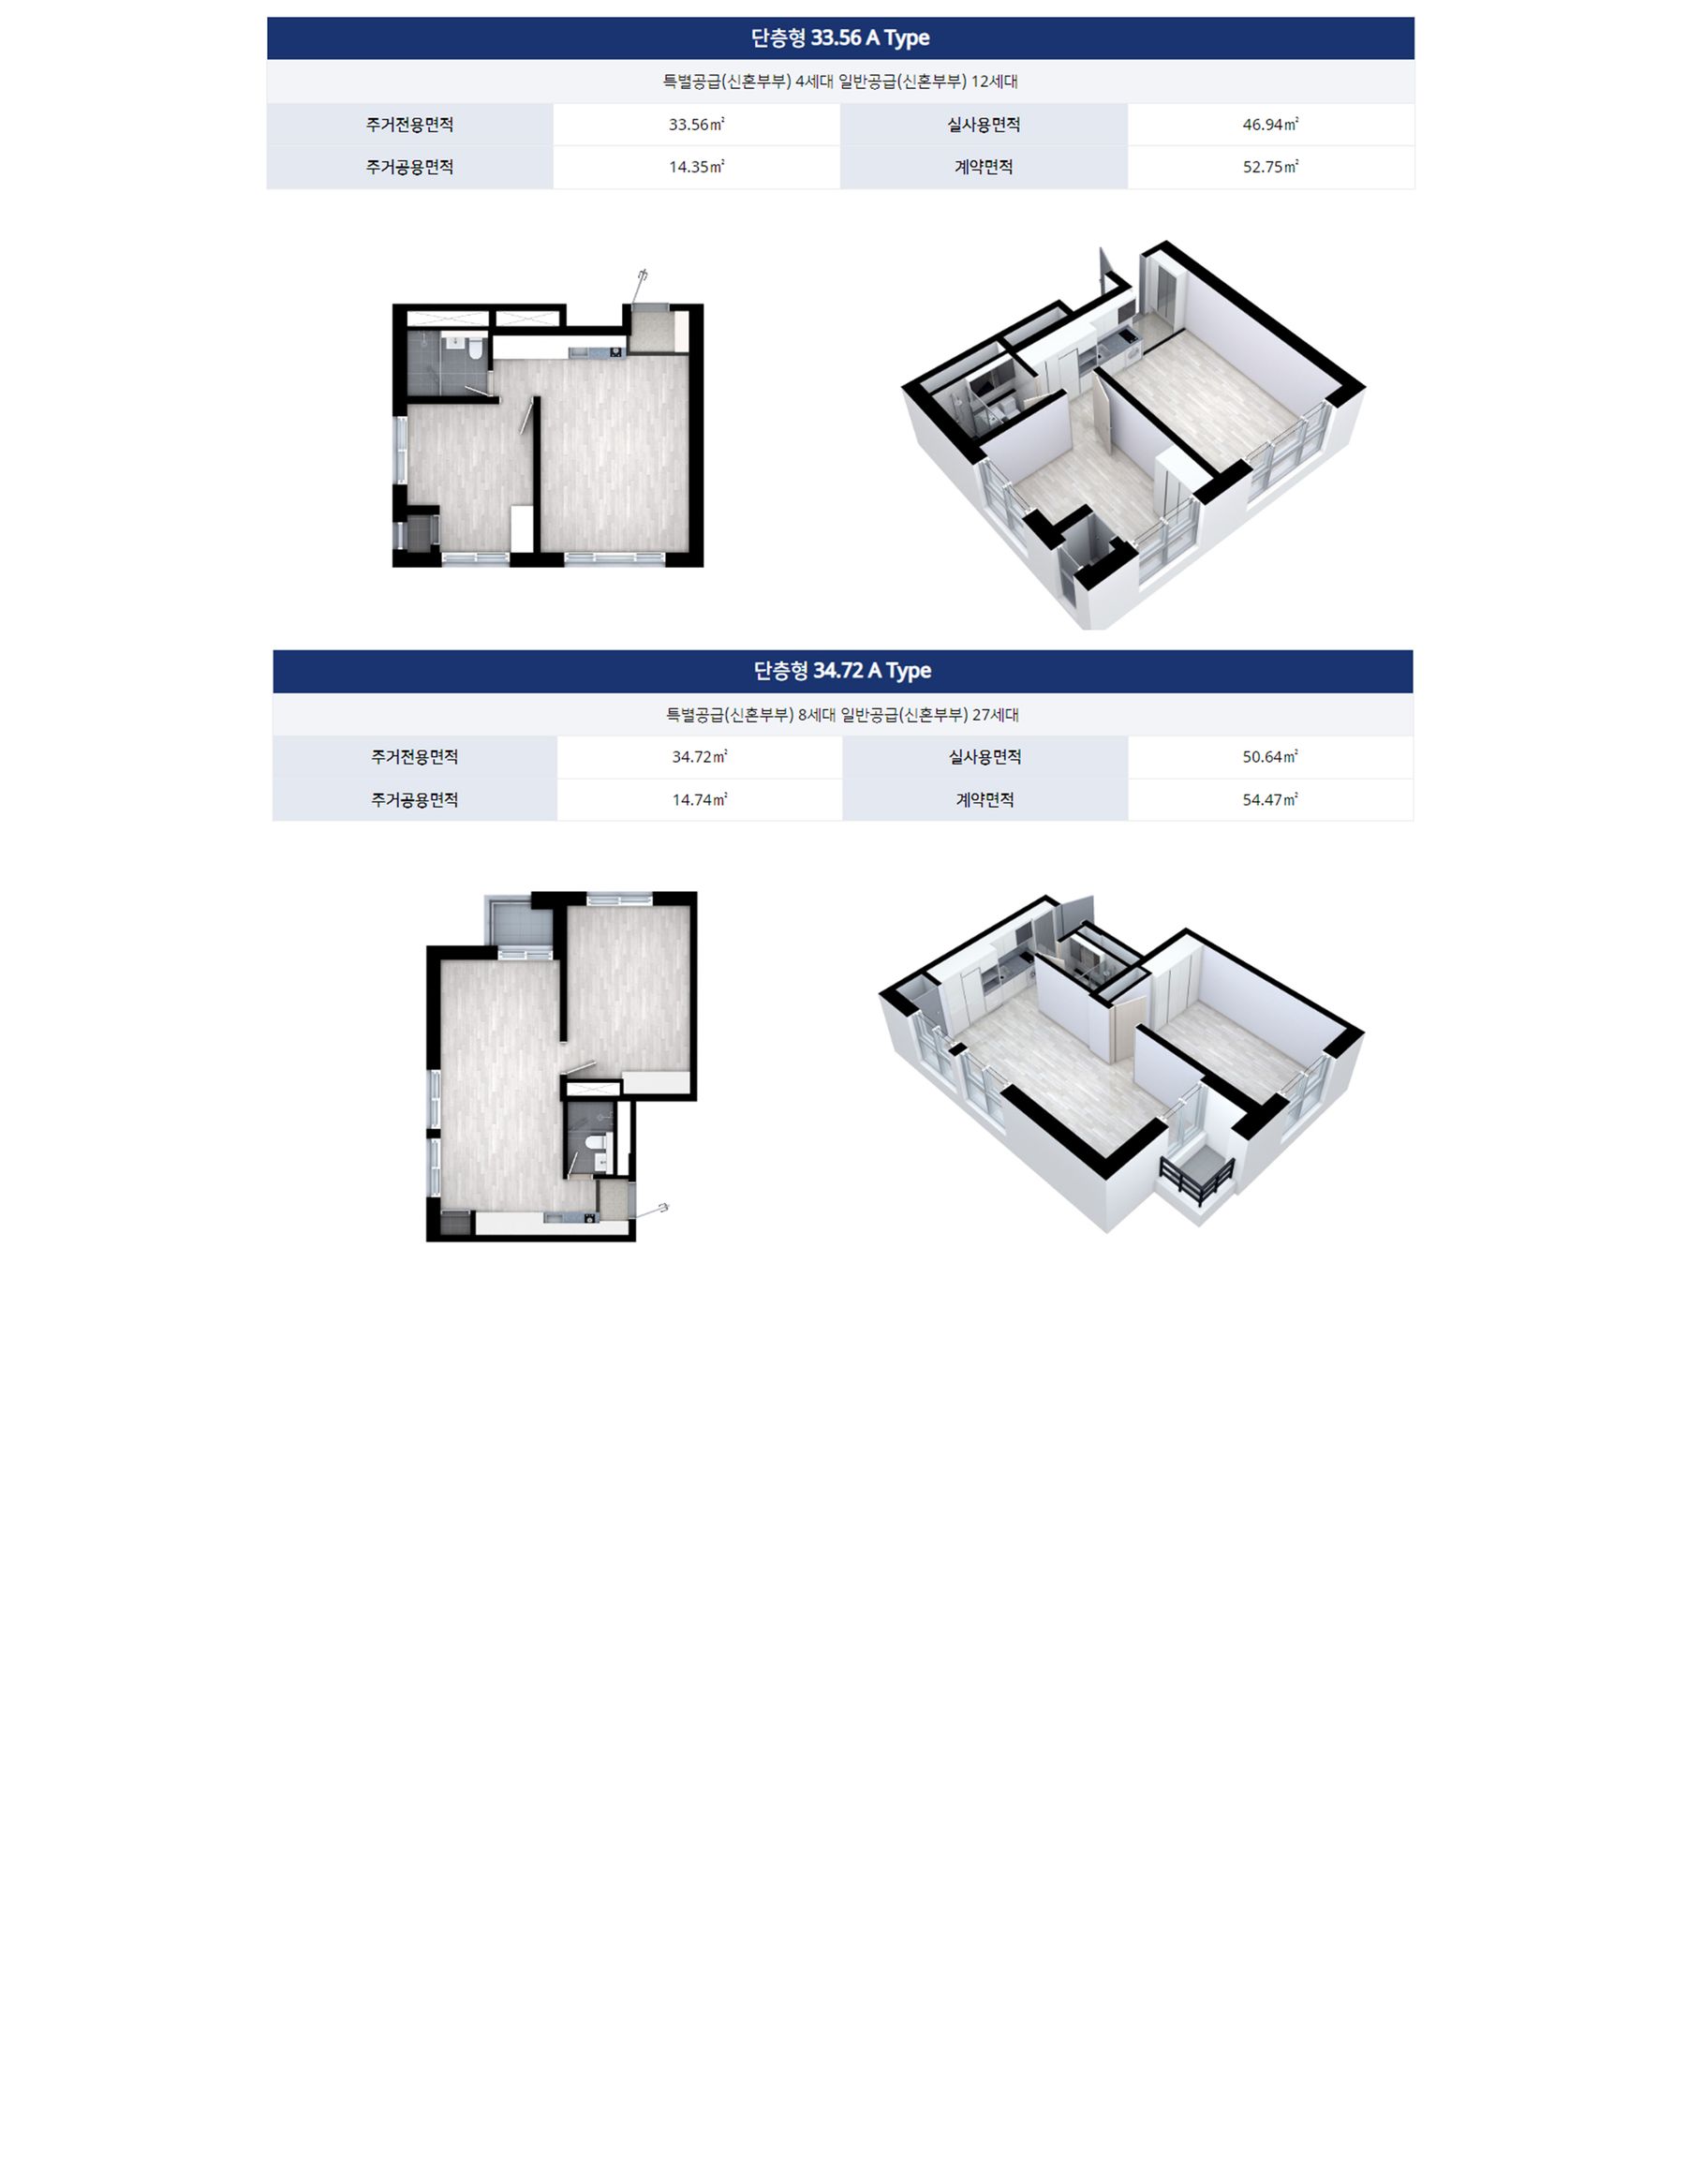 단층형 33.56 A Type
특별공급(신혼부부) 4세대 일반공급(신혼부부) 12세대
주거전용면적 33.56㎡ 실사용면적 46.94㎡
주거공용면적 14.35㎡ 계약면적 52.75㎡
단층형 34.72 A Type
특별공급(신혼부부) 8세대 일반공급(신혼부부) 27세대
주거전용면적 34.72㎡ 실사용면적 50.64㎡
주거공용면적 14.74㎡ 계약면적 54.47㎡